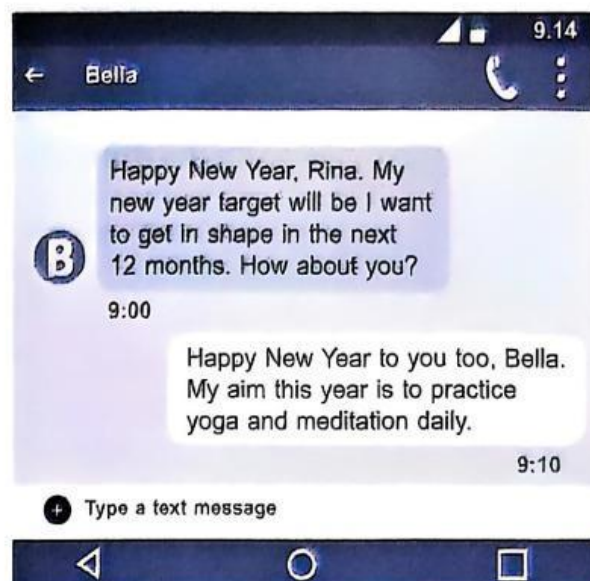 9.14
Bella
Happy New Year, Rina. My
new year target will be I want
to get in shape in the next
12 months. How about you?
B
9:00
Happy New Year to you too, Bella.
My aim this year is to practice
yoga and meditation daily.
9:10
Type a text message